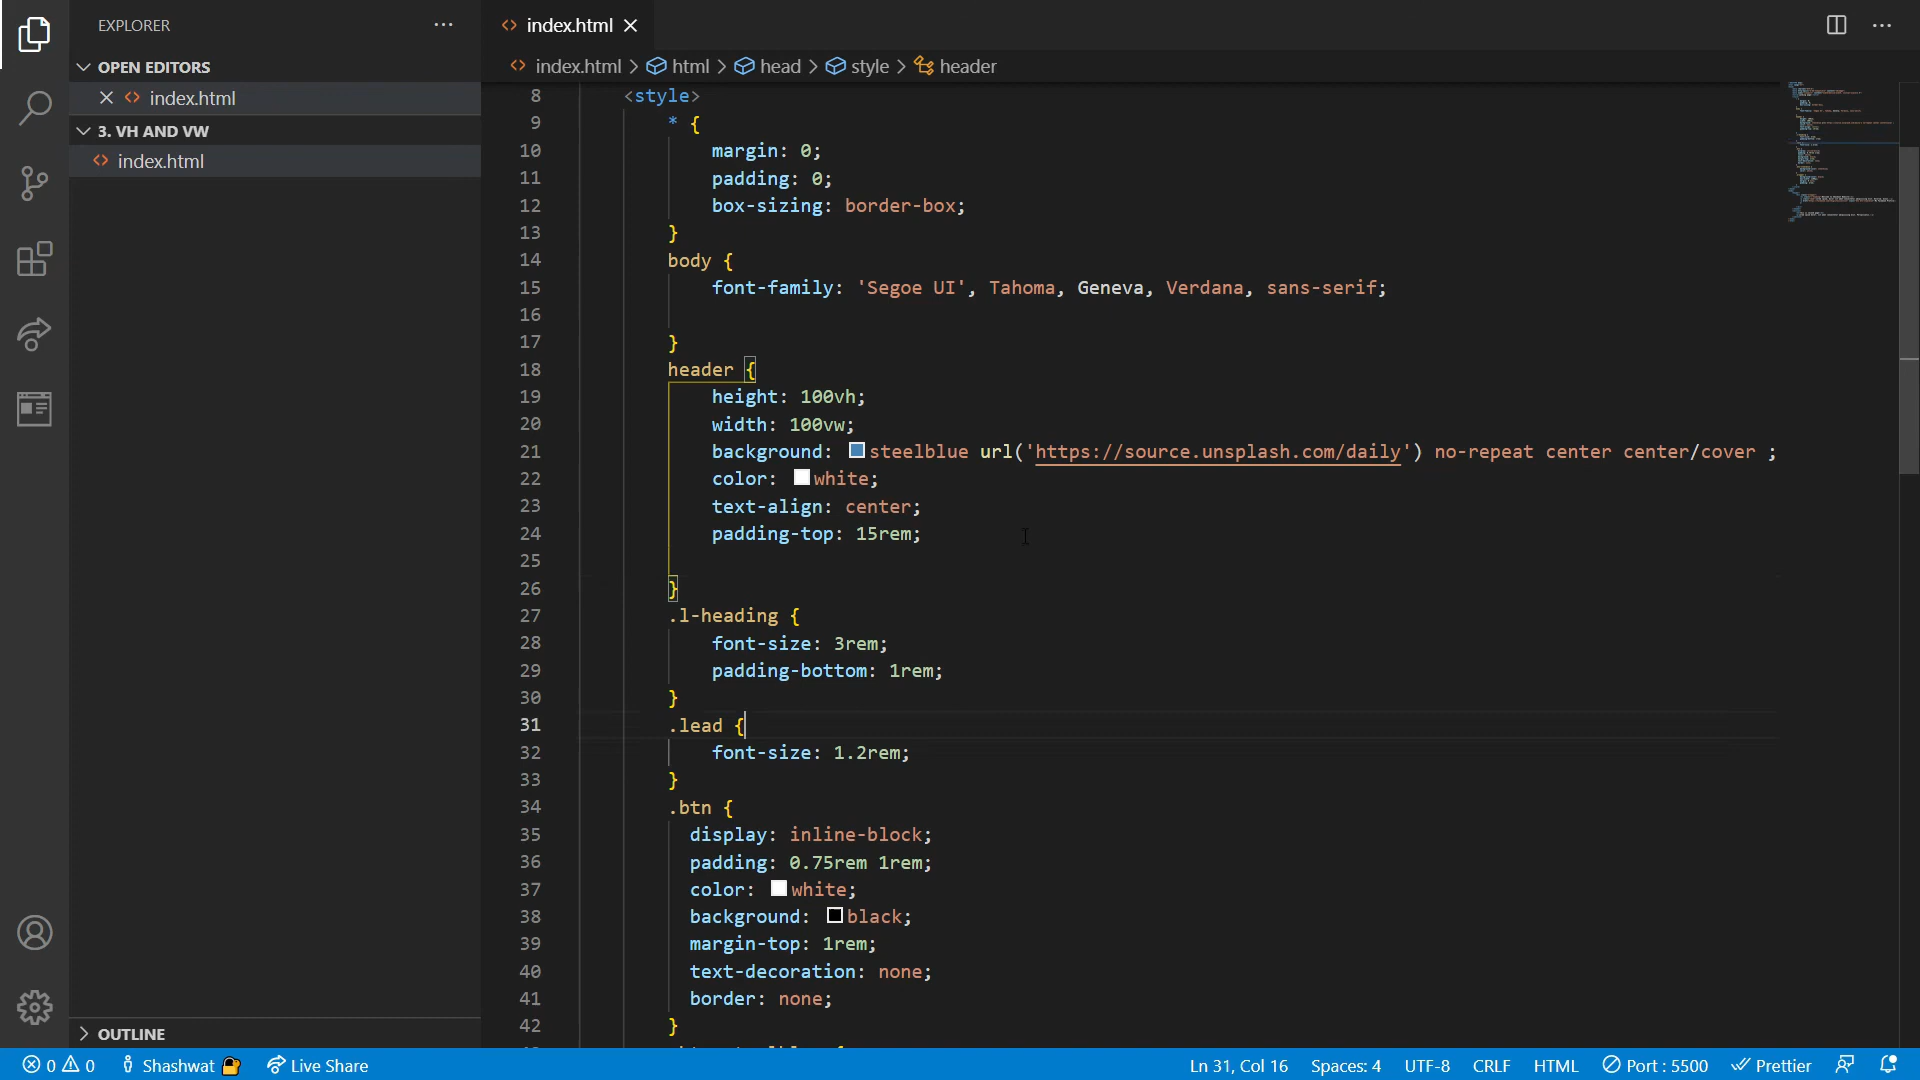 EXPLORER
OPEN EDITORS
index.html
3. VH AND VW
index.html
OUTLINE
index.html
index.html > html > head > style > header
8 <style>
9 * {
10 margin: 0;
11 padding: 0;
12 box-sizing: border-box;
13 }
14 body {
15 font-family: 'Segoe UI', Tahoma, Geneva, Verdana, sans-serif;
16
17 }
18 header {
19 height: 100vh;
20 width: 100vw;
21 background: steelblue url('https://source.unsplash.com/daily') no-repeat center center/cover ;
22 color: white;
23 text-align: center;
24 padding-top: 15rem;
25
26 }
27 .l-heading {
28 font-size: 3rem;
29 padding-bottom: 1rem;
30 }
31 .lead {
32 font-size: 1.2rem;
33 }
34 .btn {
35 display: inline-block;
36 padding: 0.75rem 1rem;
37 color: white;
38 background: black;
39 margin-top: 1rem;
40 text-decoration: none;
41 border: none;
42 }
0 0 Shashwat Live Share Ln 31, Col 16 Spaces: 4 UTF-8 CRLF HTML Port : 5500 Prettier